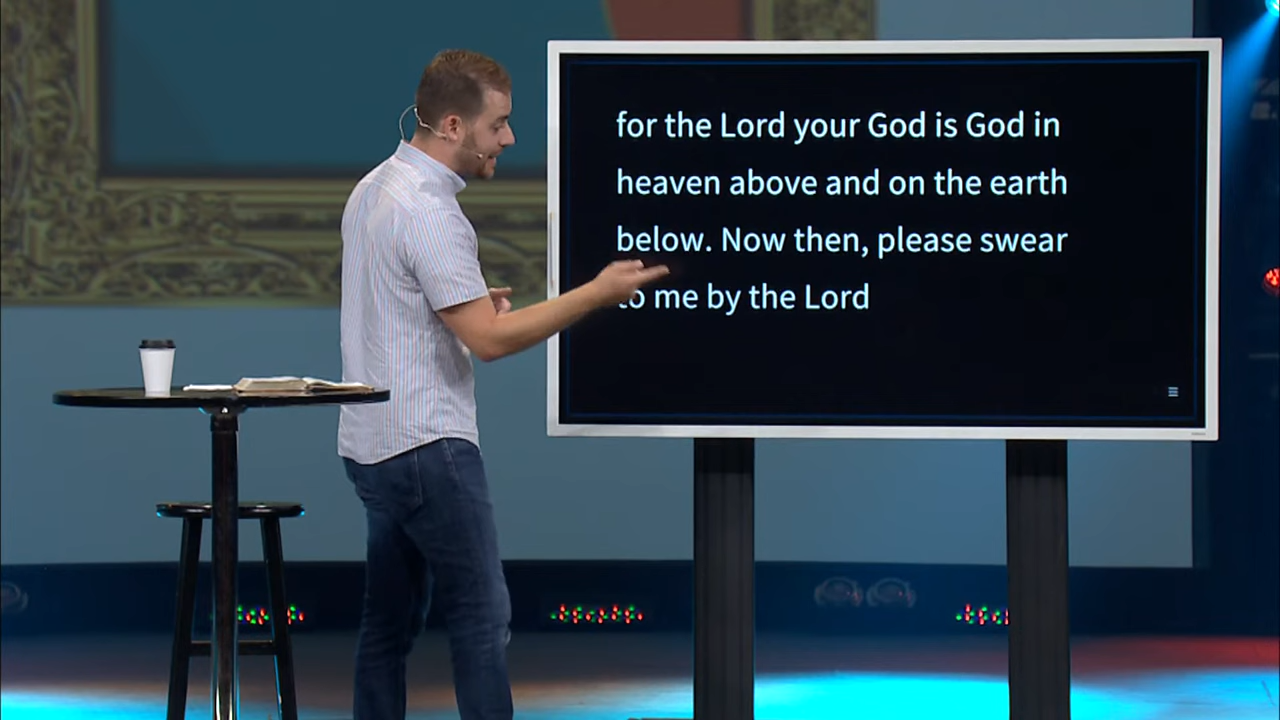 for the Lord your God is God in
heaven above and on the earth
below. Now then, please swear
to me by the Lord